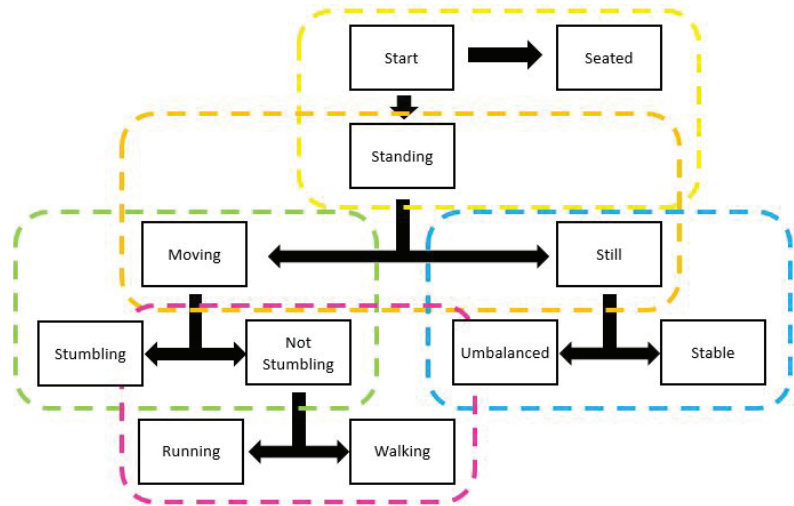 Start
Seated
Standing
Moving
Still
Stumbling
Not
Stumbling
Umbalanced
Stable
Running
Walking